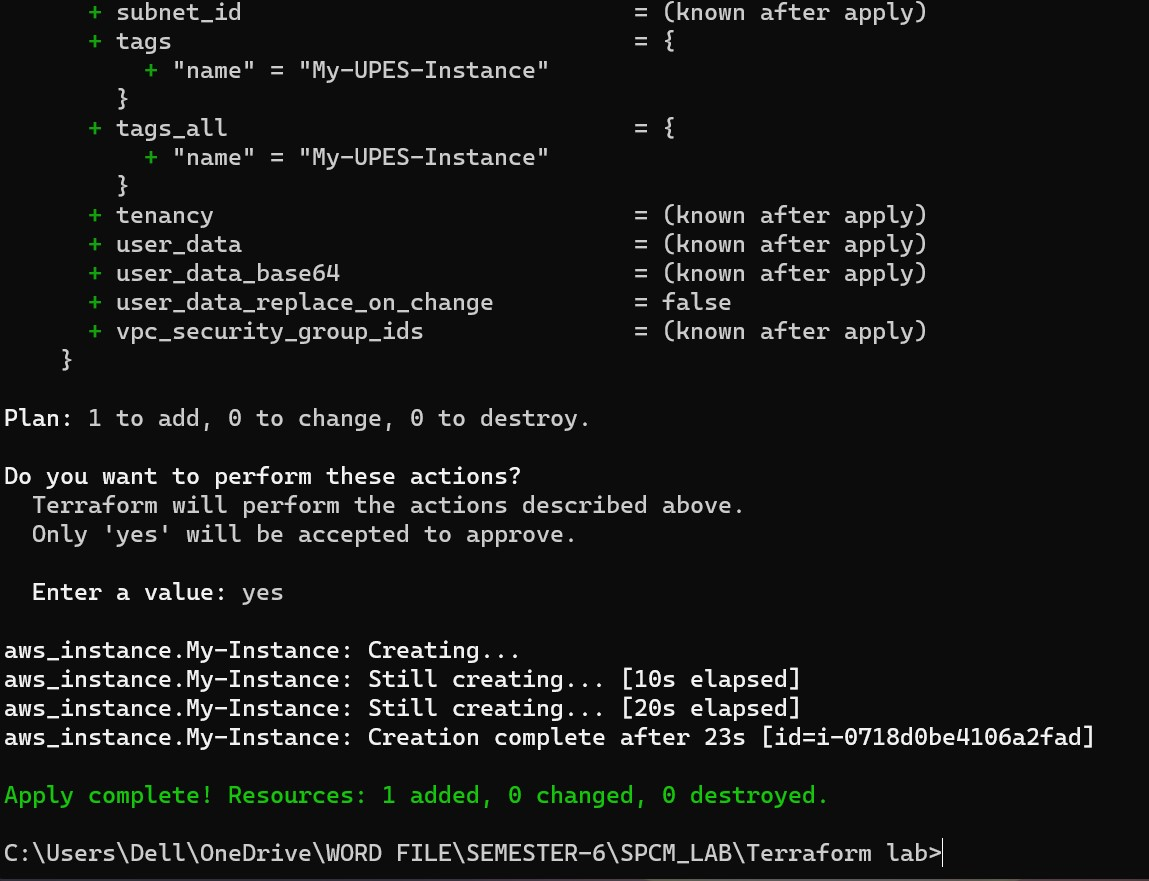 + subnet_id = (known after apply)
+ tags = {
+ "name" = "My-UPES-Instance"
}
+ tags_all = {
+ "name" = "My-UPES-Instance"
}
+ tenancy = (known after apply)
+ user_data = (known after apply)
+ user_data_base64 = (known after apply)
+ user_data_replace_on_change = false
+ vpc_security_group_ids = (known after apply)
}
Plan: 1 to add, 0 to change, 0 to destroy.
Do you want to perform these actions?
Terraform will perform the actions described above.
Only 'yes' will be accepted to approve.
Enter a value: yes
aws_instance.My-Instance: Creating...
aws_instance.My-Instance: Still creating... [10s elapsed]
aws_instance.My-Instance: Still creating... [20s elapsed]
aws_instance.My-Instance: Creation complete after 23s [id=i-0718d0be4106a2fad]
Apply complete! Resources: 1 added, 0 changed, 0 destroyed.
C:\Users\Dell\OneDrive\WORD FILE\SEMESTER-6\SPCM_LAB\Terraform lab>